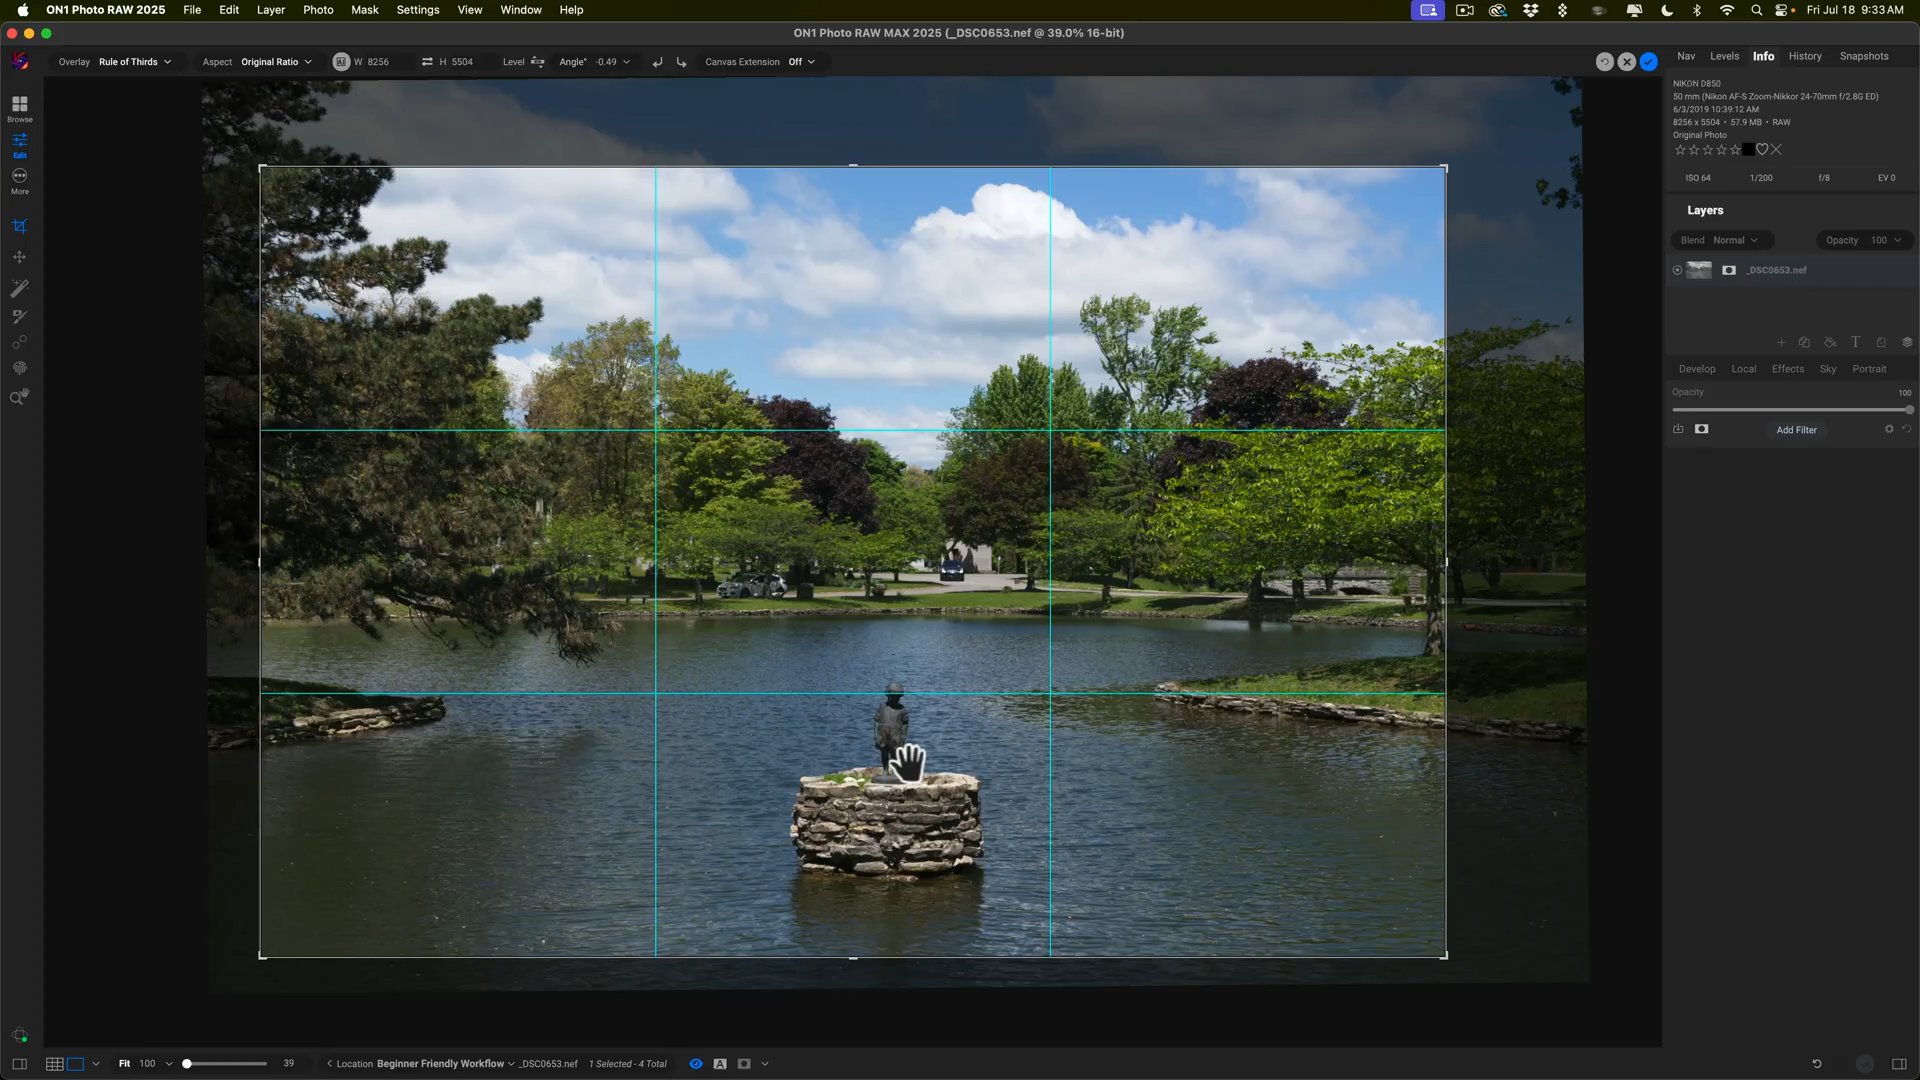 ON1 Photo RAW 2025 File Edit Layer Photo Mask Settings View Window Help Fri Jul 18 9:33 AM
ON1 Photo RAW MAX 2025 (_DSC0653.nef @ 39.0% 16-bit)
Overlay Rule of Thirds Aspect Original Ratio AI W 8256 H 5504 Level Angle° -0.49 Canvas Extension Off
Nav Levels Info History Snapshots
NIKON D850
50 mm (Nikon AF-S Zoom-Nikkor 24-70mm f/2.8G ED)
6/3/2019 10:39:12 AM
8256 x 5504 • 57.9 MB • RAW
Original Photo
ISO 64 1/200 f/8 EV 0
Browse
Edit
More
Layers
Blend Normal Opacity 100
_DSC0653.nef
T
Develop Local Effects Sky Portrait
Opacity 100
Add Filter
Fit 100 39 Location Beginner Friendly Workflow _DSC0653.nef 1 Selected - 4 Total A